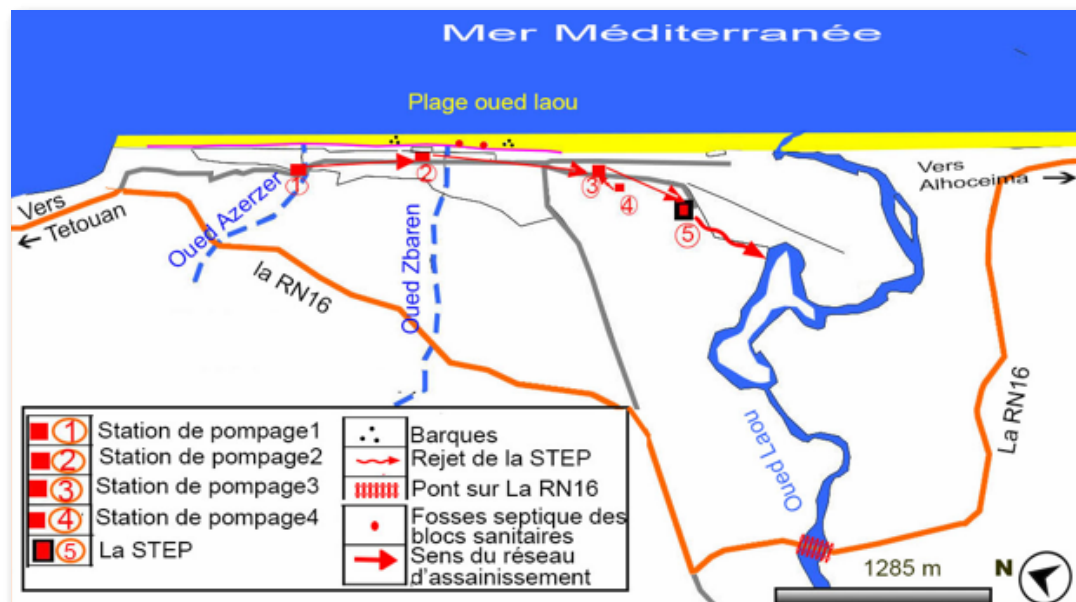 Mer Méditerranée
Plage oued laou
1
2
3
4
5
Vers
Tetouan
Vers
Alhoceima
Oued Azerzer
Oued Zbaren
la RN16
Oued Laou
La RN16
1 Station de pompage1
2 Station de pompage2
3 Station de pompage3
4 Station de pompage4
5 La STEP
Barques
Rejet de la STEP
Pont sur La RN16
Fosses septique des
blocs sanitaires
Sens du réseau
d'assainissement
1285 m
N